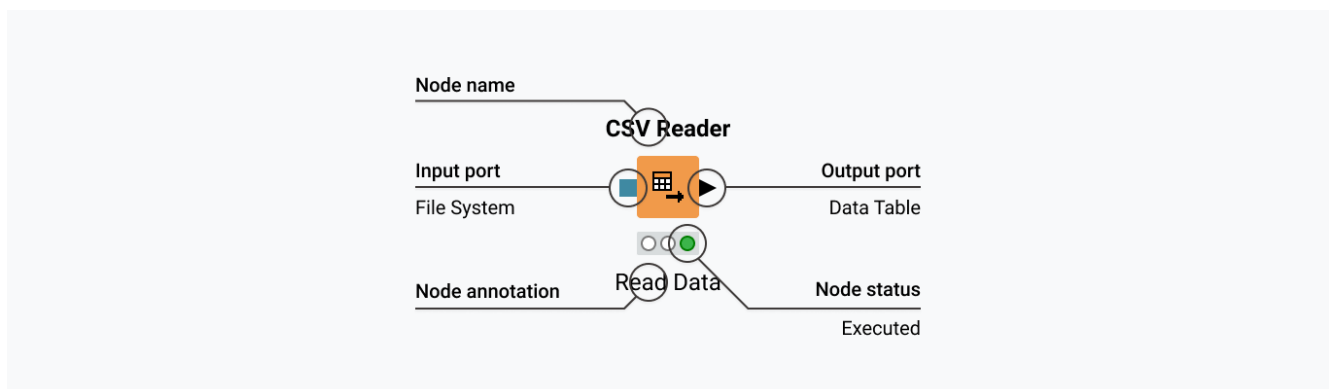 Node name
CSV Reader
Input port
Output port
File System
Data Table
Node annotation
Read Data
Node status
Executed